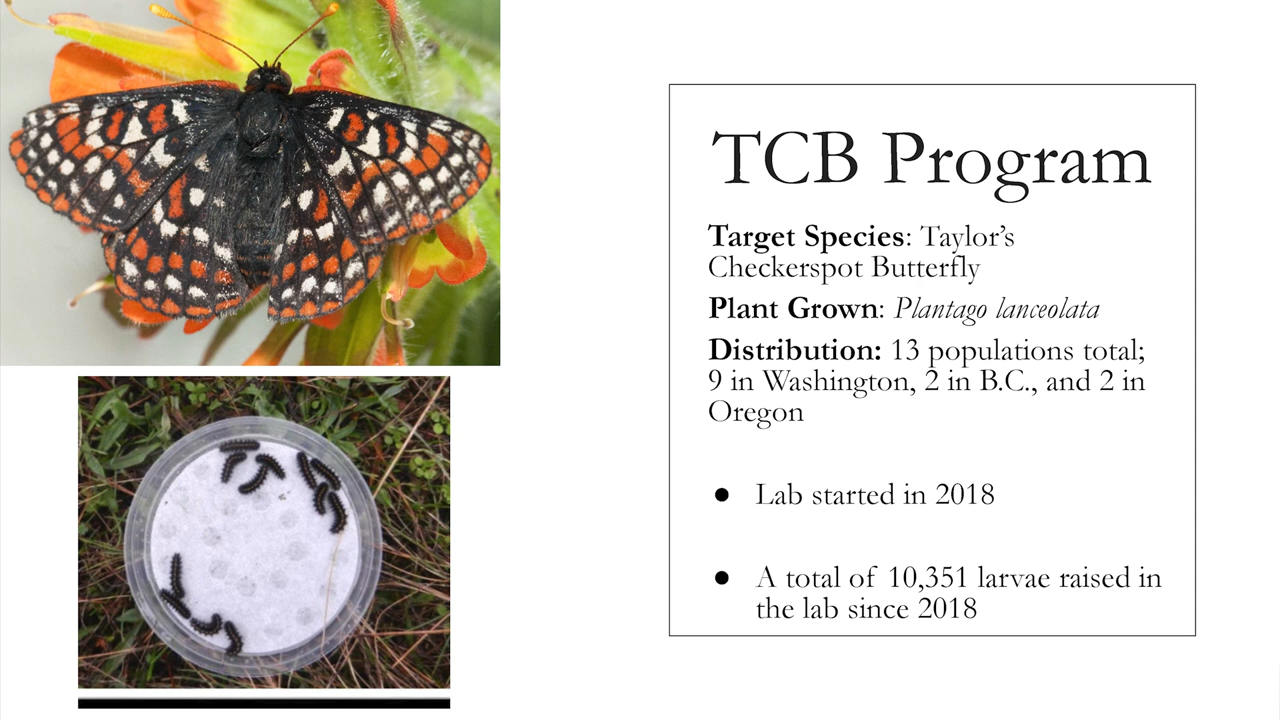 TCB Program
Target Species: Taylor’s
Checkerspot Butterfly
Plant Grown: Plantago lanceolata
Distribution: 13 populations total;
9 in Washington, 2 in B.C., and 2 in
Oregon
● Lab started in 2018
● A total of 10,351 larvae raised in
the lab since 2018